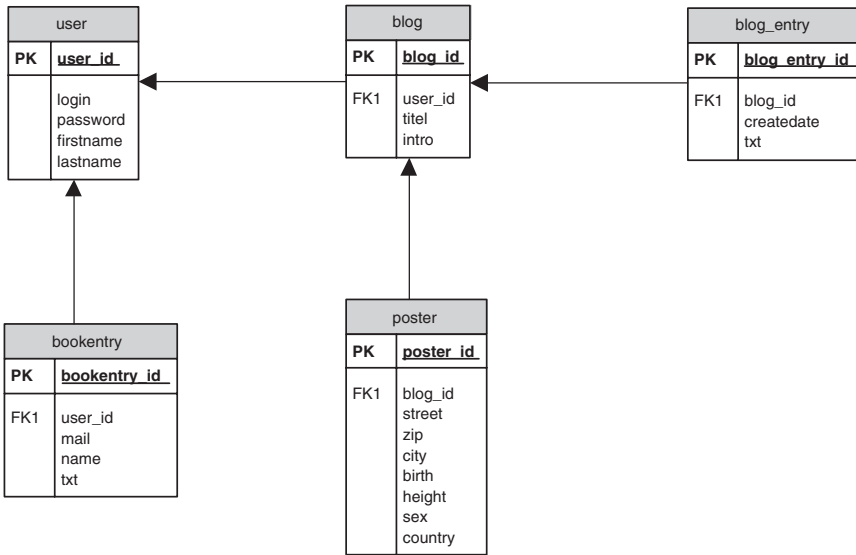 user
PK user_id
login
password
firstname
lastname
blog
PK blog_id
FK1 user_id
titel
intro
blog_entry
PK blog_entry_id
FK1 blog_id
createdate
txt
bookentry
PK bookentry_id
FK1 user_id
mail
name
txt
poster
PK poster_id
FK1 blog_id
street
zip
city
birth
height
sex
country